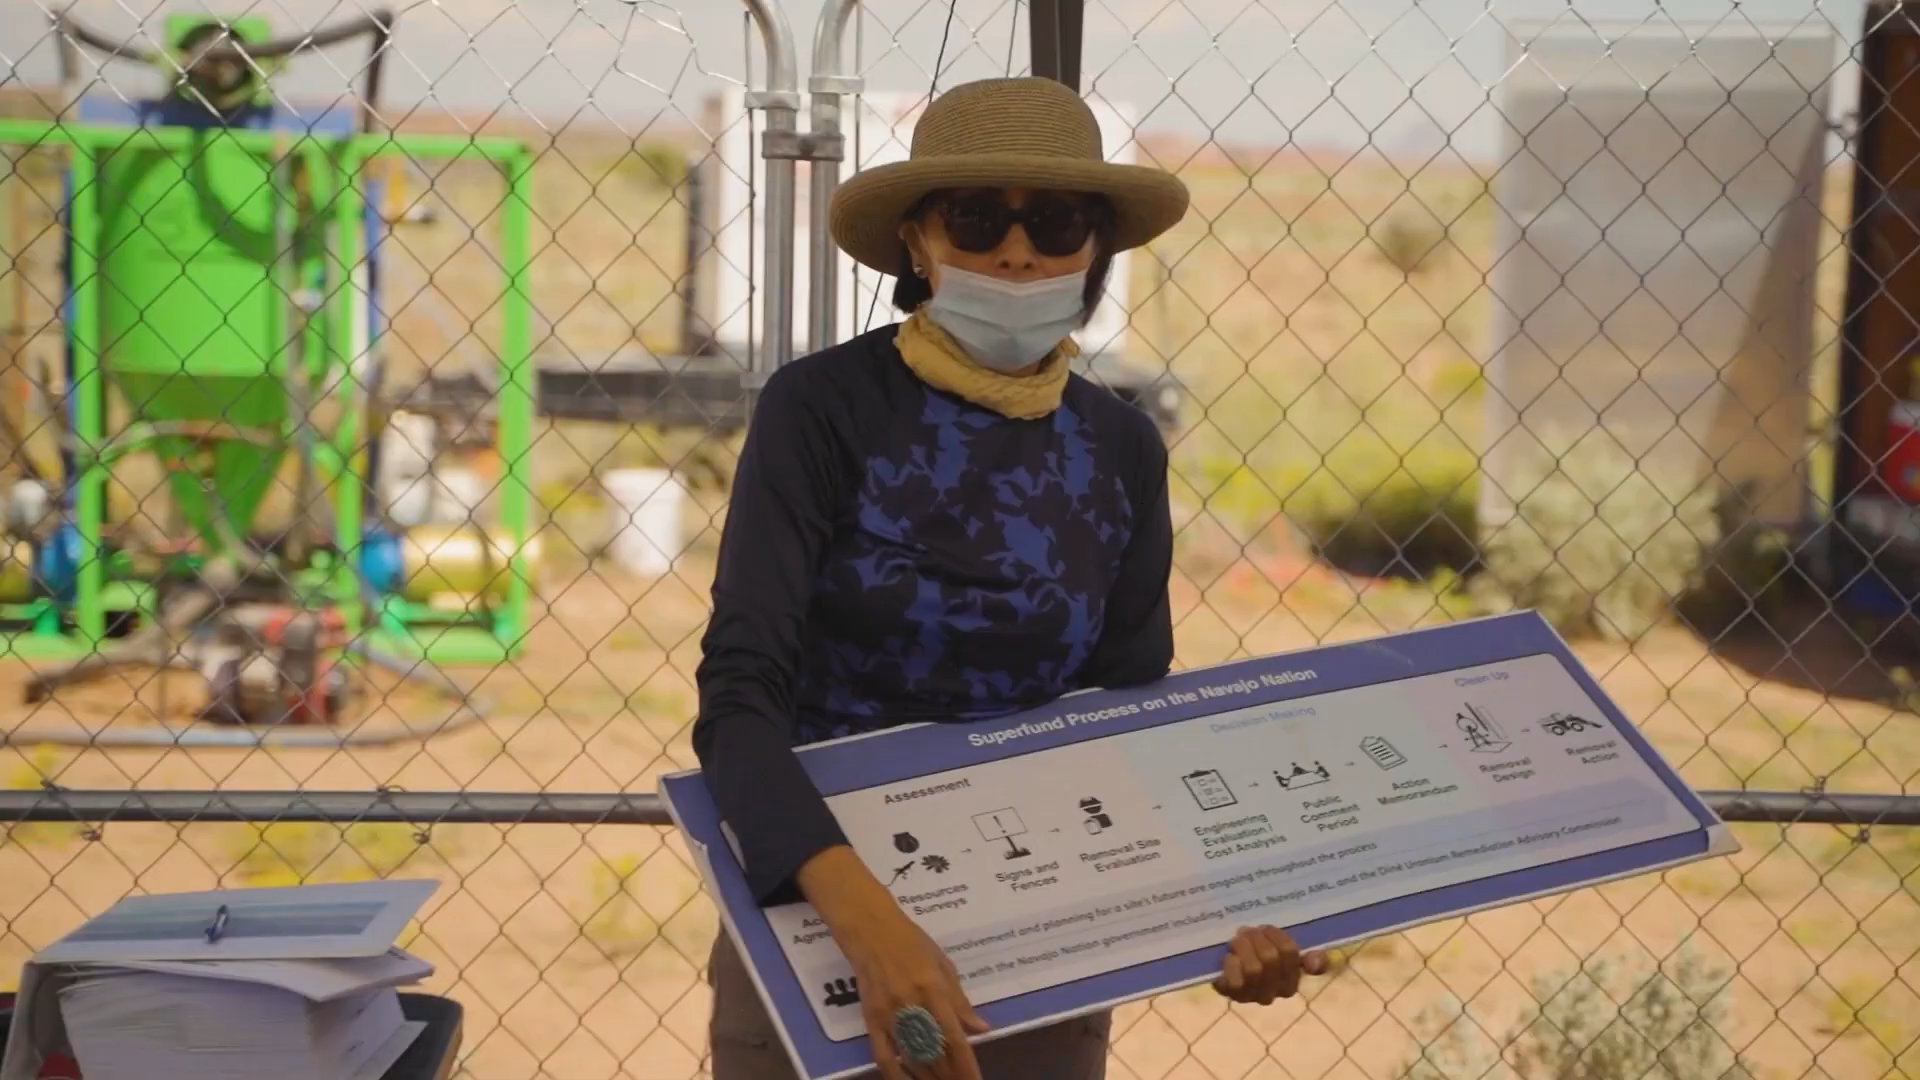 Superfund Process on the Navajo Nation
Assessment
Decision Making
Clean Up
Resources
Surveys
Signs and
Fences
Removal Site
Evaluation
Engineering
Evaluation /
Cost Analysis
Public
Comment
Period
Action
Memorandum
Removal
Design
Removal
Action
involvement and planning for a site's future are ongoing throughout the process
with the Navajo Nation government including NNEPA, Navajo AML, and the Diné Uranium Remediation Advisory Commission